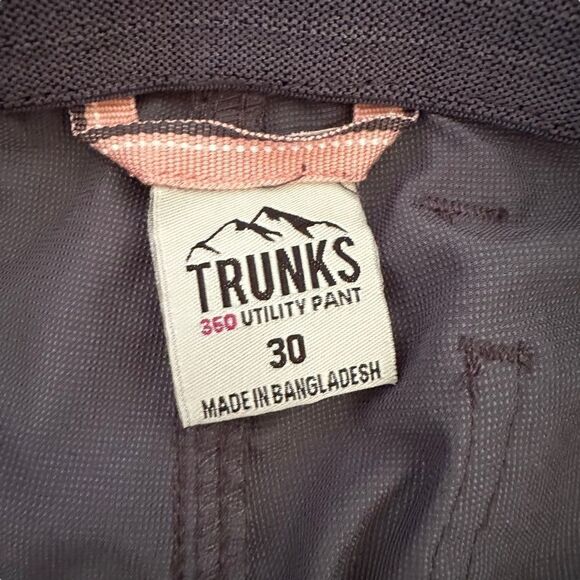 TRUNKS
360 UTILITY PANT
30
MADE IN BANGLADESH